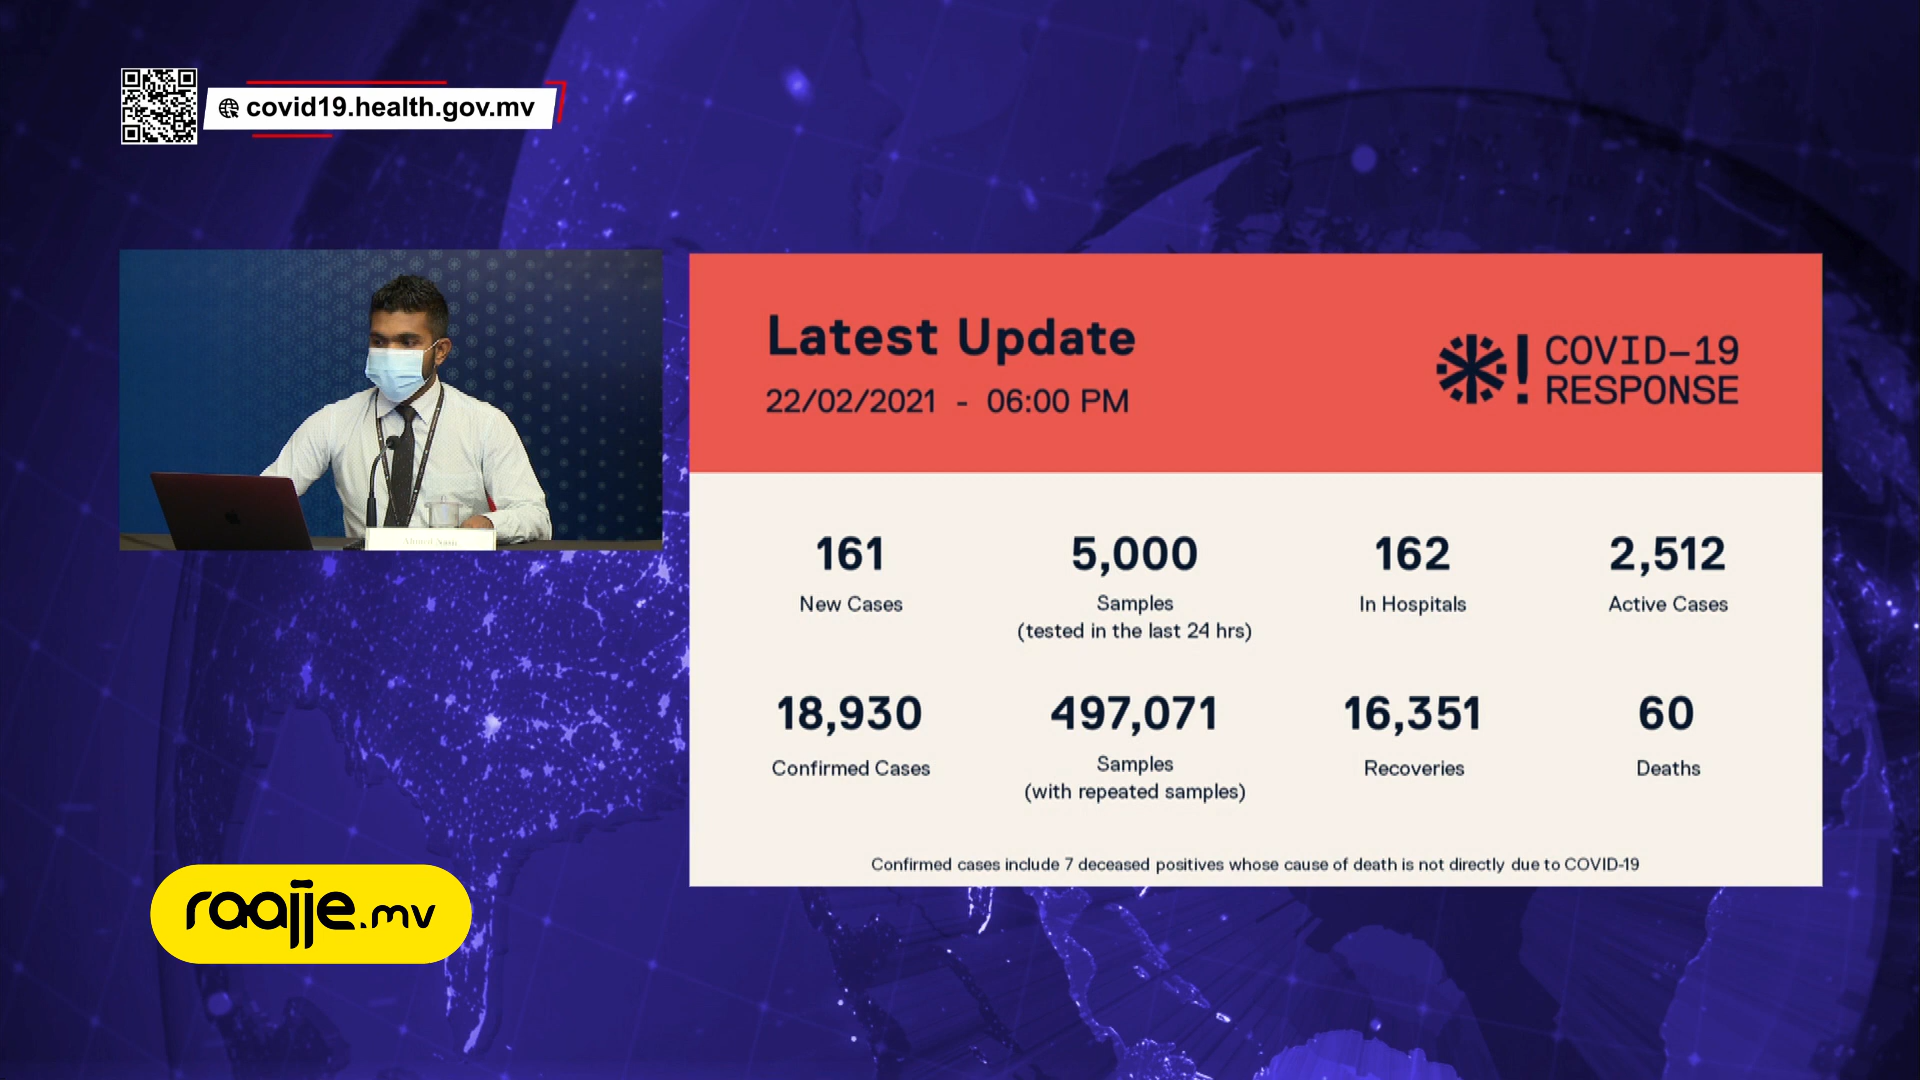 covid19.health.gov.mv
Latest Update
22/02/2021 - 06:00 PM
COVID-19
RESPONSE
161
New Cases
5,000
Samples
(tested in the last 24 hrs)
162
In Hospitals
2,512
Active Cases
18,930
Confirmed Cases
497,071
Samples
(with repeated samples)
16,351
Recoveries
60
Deaths
Confirmed cases include 7 deceased positives whose cause of death is not directly due to COVID-19
raajje.mv